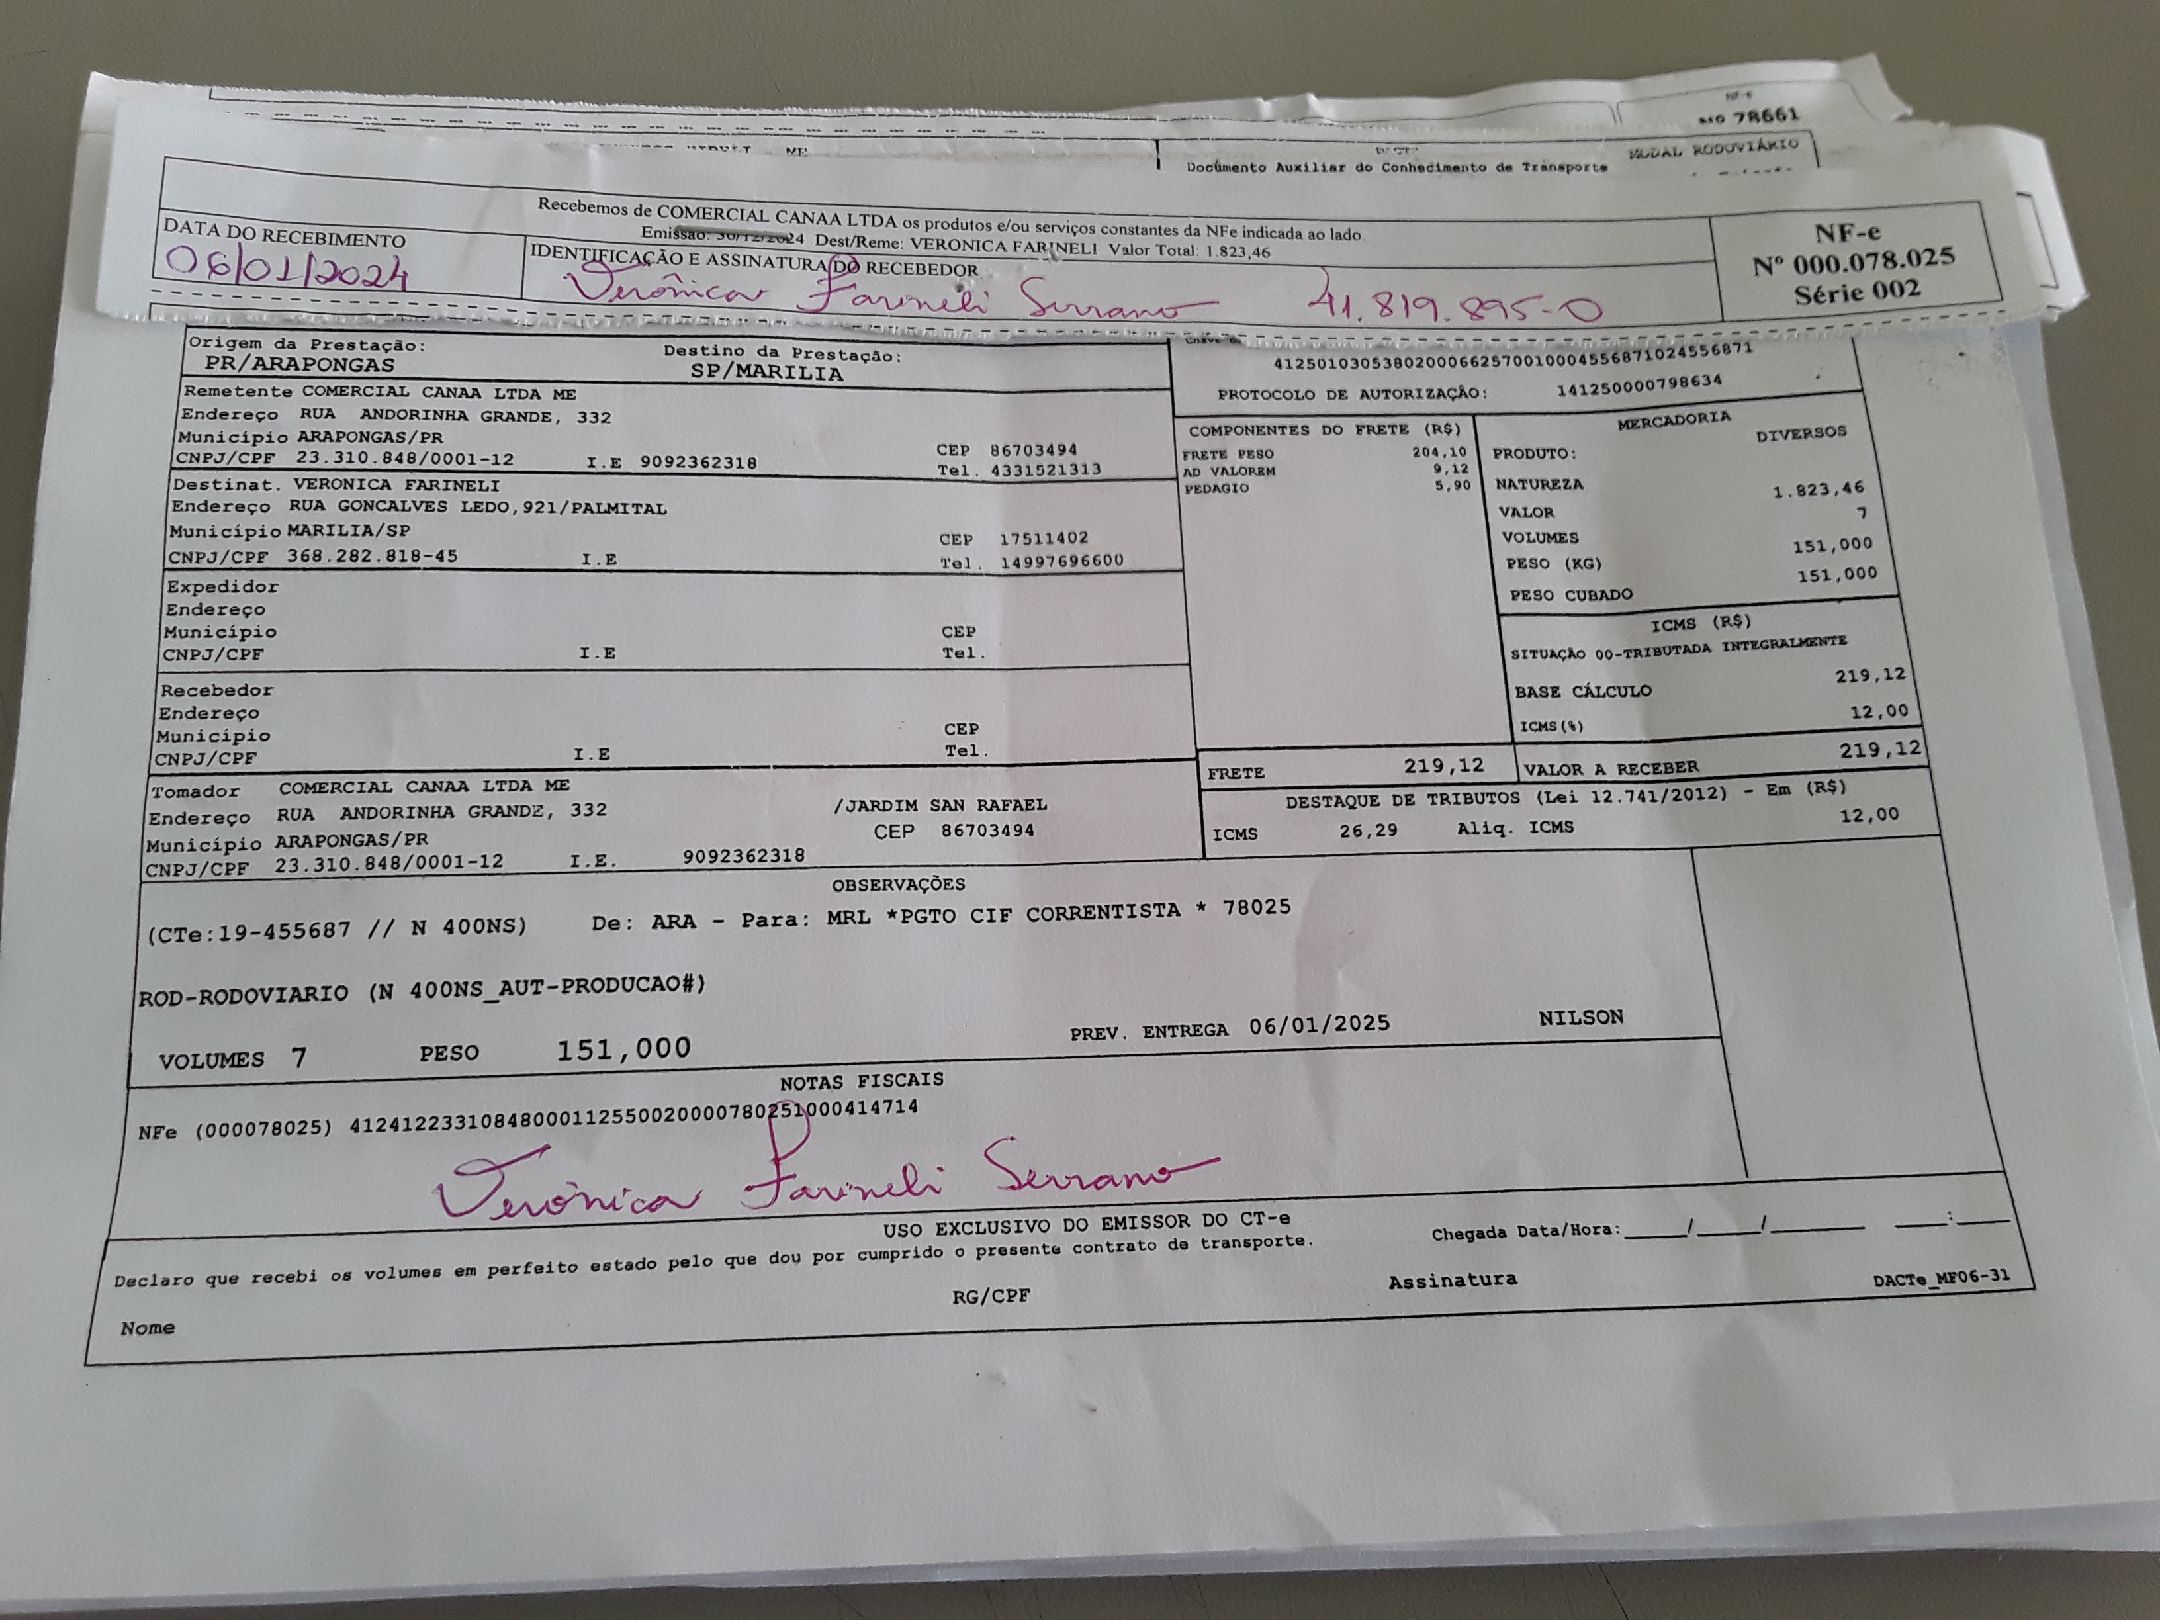 NF-e
78661
MODAL RODOVIÁRIO
Documento Auxiliar do Conhecimento de Transporte
Recebemos de COMERCIAL CANAA LTDA os produtos e/ou serviços constantes da NFe indicada ao lado.
Emissão: 30/12/2024 Dest/Reme: VERONICA FARINELI Valor Total: 1.823,46
DATA DO RECEBIMENTO
06/01/2024
IDENTIFICAÇÃO E ASSINATURA DO RECEBEDOR
Verônica Farineli Serrano 41.819.895-0
NF-e
Nº 000.078.025
Série 002
Origem da Prestação:
PR/ARAPONGAS
Destino da Prestação:
SP/MARILIA
41250103053802000662570010004556871024556871
PROTOCOLO DE AUTORIZAÇÃO: 141250000798634
Remetente COMERCIAL CANAA LTDA ME
Endereço RUA ANDORINHA GRANDE, 332
Município ARAPONGAS/PR CEP 86703494
CNPJ/CPF 23.310.848/0001-12 I.E 9092362318 Tel. 4331521313
Destinat. VERONICA FARINELI
Endereço RUA GONCALVES LEDO,921/PALMITAL
Município MARILIA/SP CEP 17511402
CNPJ/CPF 368.282.818-45 I.E Tel. 14997696600
Expedidor
Endereço
Município CEP
CNPJ/CPF I.E Tel.
Recebedor
Endereço
Município CEP
CNPJ/CPF I.E Tel.
Tomador COMERCIAL CANAA LTDA ME
Endereço RUA ANDORINHA GRANDE, 332 /JARDIM SAN RAFAEL
Município ARAPONGAS/PR CEP 86703494
CNPJ/CPF 23.310.848/0001-12 I.E. 9092362318
COMPONENTES DO FRETE (R$)
FRETE PESO 204,10
AD VALOREM 9,12
PEDAGIO 5,90
MERCADORIA
PRODUTO: DIVERSOS
NATUREZA
VALOR 1.823,46
VOLUMES 7
PESO (KG) 151,000
PESO CUBADO 151,000
ICMS (R$)
SITUAÇÃO 00-TRIBUTADA INTEGRALMENTE
BASE CÁLCULO 219,12
ICMS(%) 12,00
FRETE 219,12
VALOR A RECEBER 219,12
DESTAQUE DE TRIBUTOS (Lei 12.741/2012) - Em (R$)
ICMS 26,29 Aliq. ICMS 12,00
OBSERVAÇÕES
(CTe:19-455687 // N 400NS) De: ARA - Para: MRL *PGTO CIF CORRENTISTA * 78025
ROD-RODOVIARIO (N 400NS_AUT-PRODUCAO#)
VOLUMES 7 PESO 151,000 PREV. ENTREGA 06/01/2025 NILSON
NOTAS FISCAIS
NFe (000078025) 41241223310848000112550020000780251000414714
Verônica Farineli Serrano
USO EXCLUSIVO DO EMISSOR DO CT-e
Declaro que recebi os volumes em perfeito estado pelo que dou por cumprido o presente contrato de transporte.
Chegada Data/Hora:____/____/______ ___:___
Nome RG/CPF Assinatura
DACTe_MF06-31